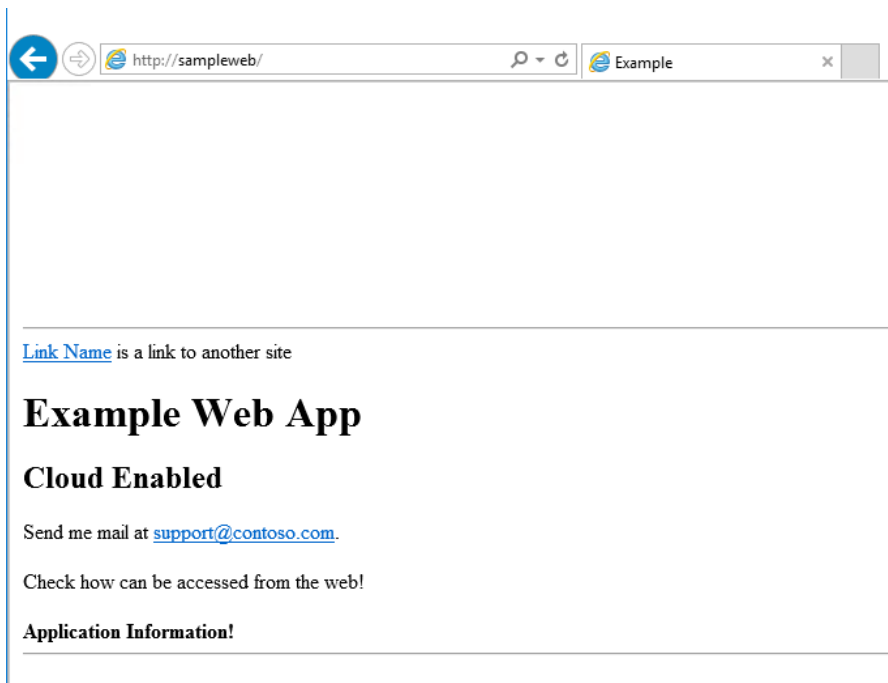 http://sampleweb/
Example
Link Name is a link to another site
Example Web App
Cloud Enabled
Send me mail at support@contoso.com.
Check how can be accessed from the web!
Application Information!